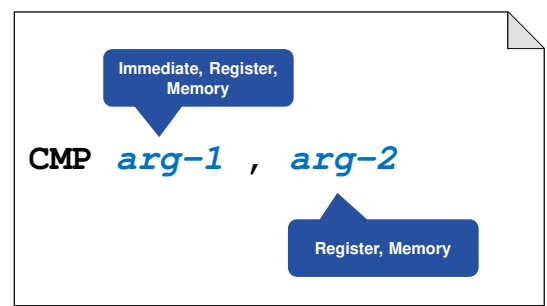 Immediate, Register,
Memory
CMP arg-1 , arg-2
Register, Memory